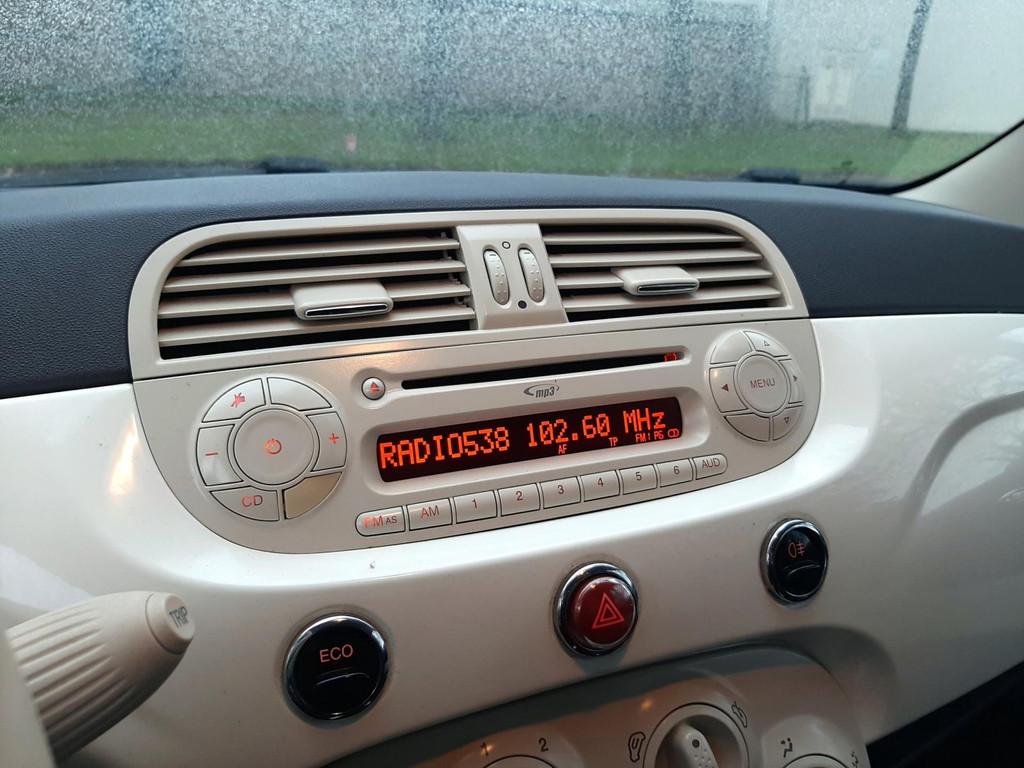 mp3
MENU
RADIO538 102.60 MHz
AF TP FM1 P6
CD
FM AS AM 1 2 3 4 5 6 AUD
TRIP
ECO
1 2